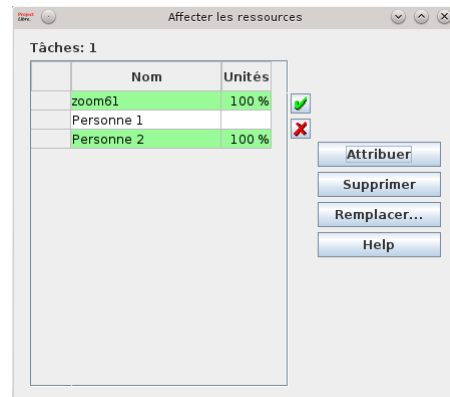 Project Libre.
Affecter les ressources
Tâches: 1
Nom Unités
zoom61 100 %
Personne 1
Personne 2 100 %
Attribuer
Supprimer
Remplacer...
Help